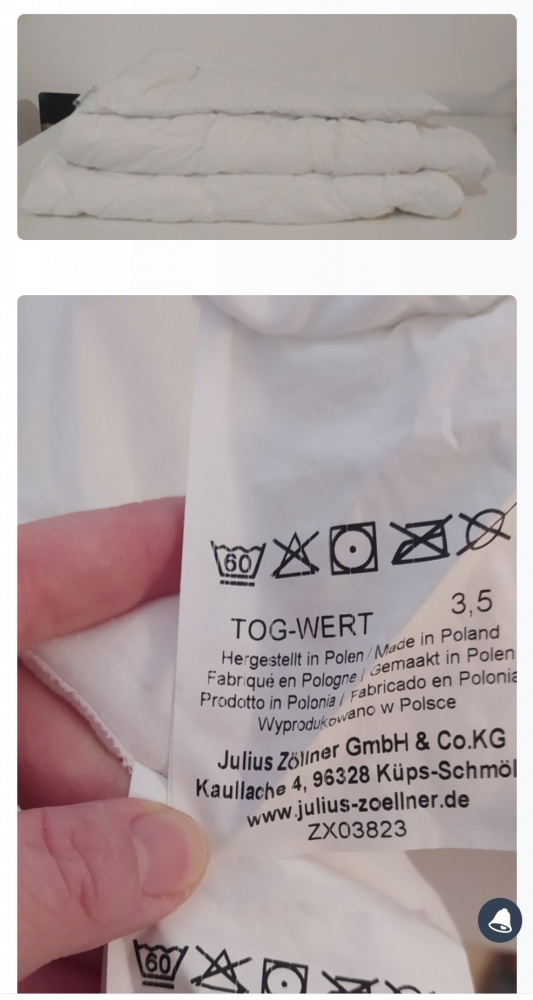 60
TOG-WERT 3,5
Hergestellt in Polen / Made in Poland
Fabriqué en Pologne / Gemaakt in Polen
Prodotto in Polonia / Fabricado en Polonia
Wyprodukowano w Polsce
Julius Zöllner GmbH & Co.KG
Kaullache 4, 96328 Küps-Schmöl
www.julius-zoellner.de
ZX03823
60